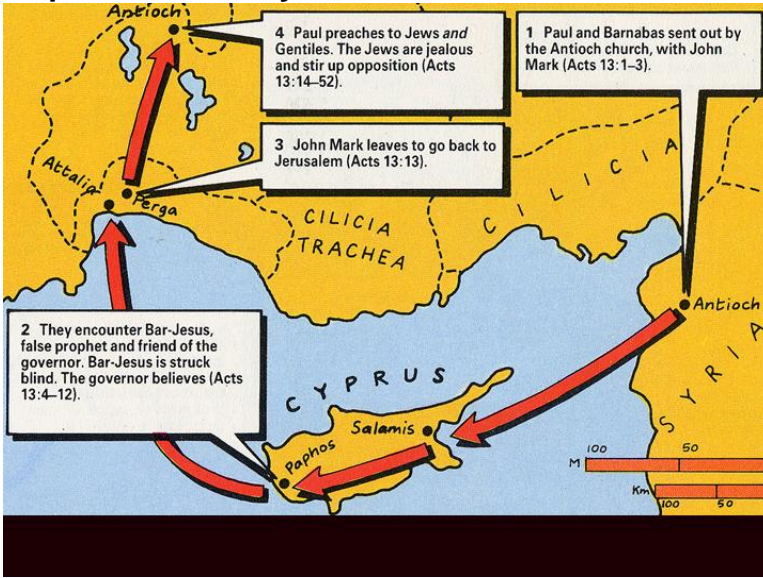 Antioch
4 Paul preaches to Jews and
Gentiles. The Jews are jealous
and stir up opposition (Acts
13:14–52).
1 Paul and Barnabas sent out by
the Antioch church, with John
Mark (Acts 13:1–3).
3 John Mark leaves to go back to
Jerusalem (Acts 13:13).
Attalia
Perga
CILICIA
TRACHEA
CILICIA
Antioch
SYRIA
2 They encounter Bar-Jesus,
false prophet and friend of the
governor. Bar-Jesus is struck
blind. The governor believes (Acts
13:4–12).
CYPRUS
Salamis
Paphos
100 50
M
Km
100 50